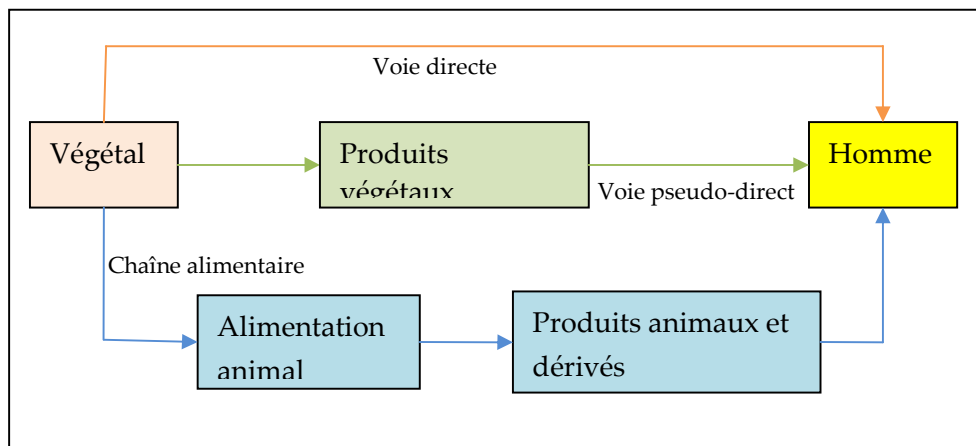 Voie directe
Végétal
Produits
végétaux
Homme
Voie pseudo-direct
Chaîne alimentaire
Alimentation
animal
Produits animaux et
dérivés